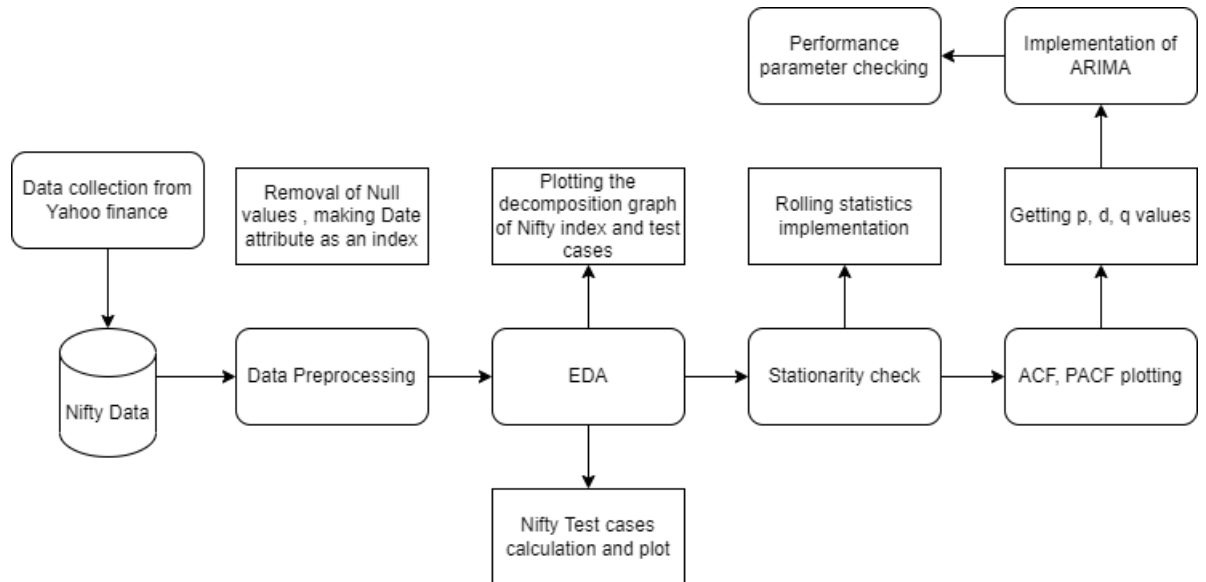 Performance
parameter checking
Implementation of
ARIMA
Data collection from
Yahoo finance
Removal of Null
values , making Date
attribute as an index
Plotting the
decomposition graph
of Nifty index and test
cases
Rolling statistics
implementation
Getting p, d, q values
Nifty Data
Data Preprocessing
EDA
Stationarity check
ACF, PACF plotting
Nifty Test cases
calculation and plot